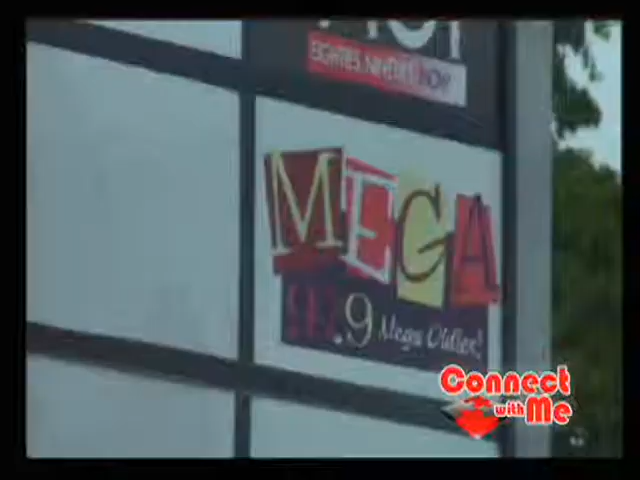 EIGHTIES.NINETIES.NOW.
MEGA
.9 Mega Oldies!
Connect
with Me